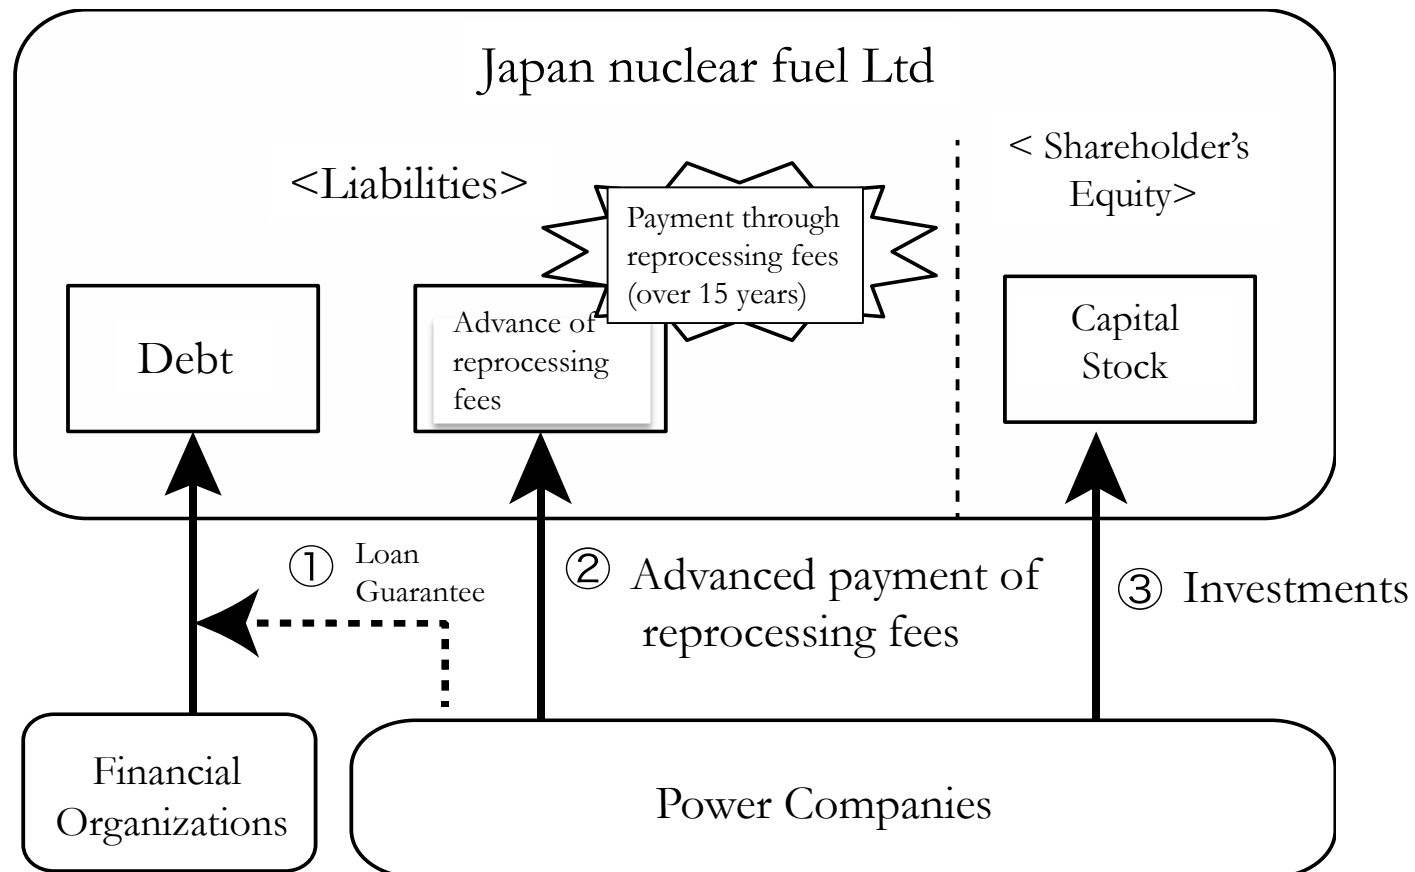 Japan nuclear fuel Ltd
<Liabilities>
< Shareholder's
Equity>
Payment through
reprocessing fees
(over 15 years)
Debt
Advance of
reprocessing
fees
Capital
Stock
① Loan
Guarantee
② Advanced payment of
reprocessing fees
③ Investments
Financial
Organizations
Power Companies